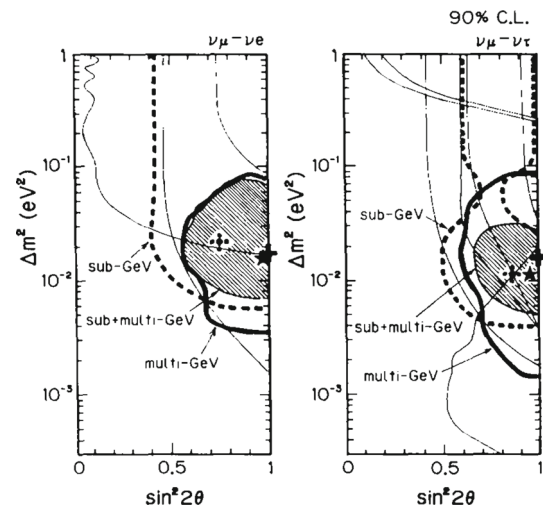 90% C.L.
νμ−νe
νμ−ντ
1
10⁻¹
10⁻²
10⁻³
Δm² (eV²)
sub-GeV
sub+multi-GeV
multi-GeV
0
0.5
1
sin²2θ
1
10⁻¹
10⁻²
10⁻³
Δm² (eV²)
sub-GeV
sub+multi-GeV
multi-GeV
0
0.5
1
sin²2θ